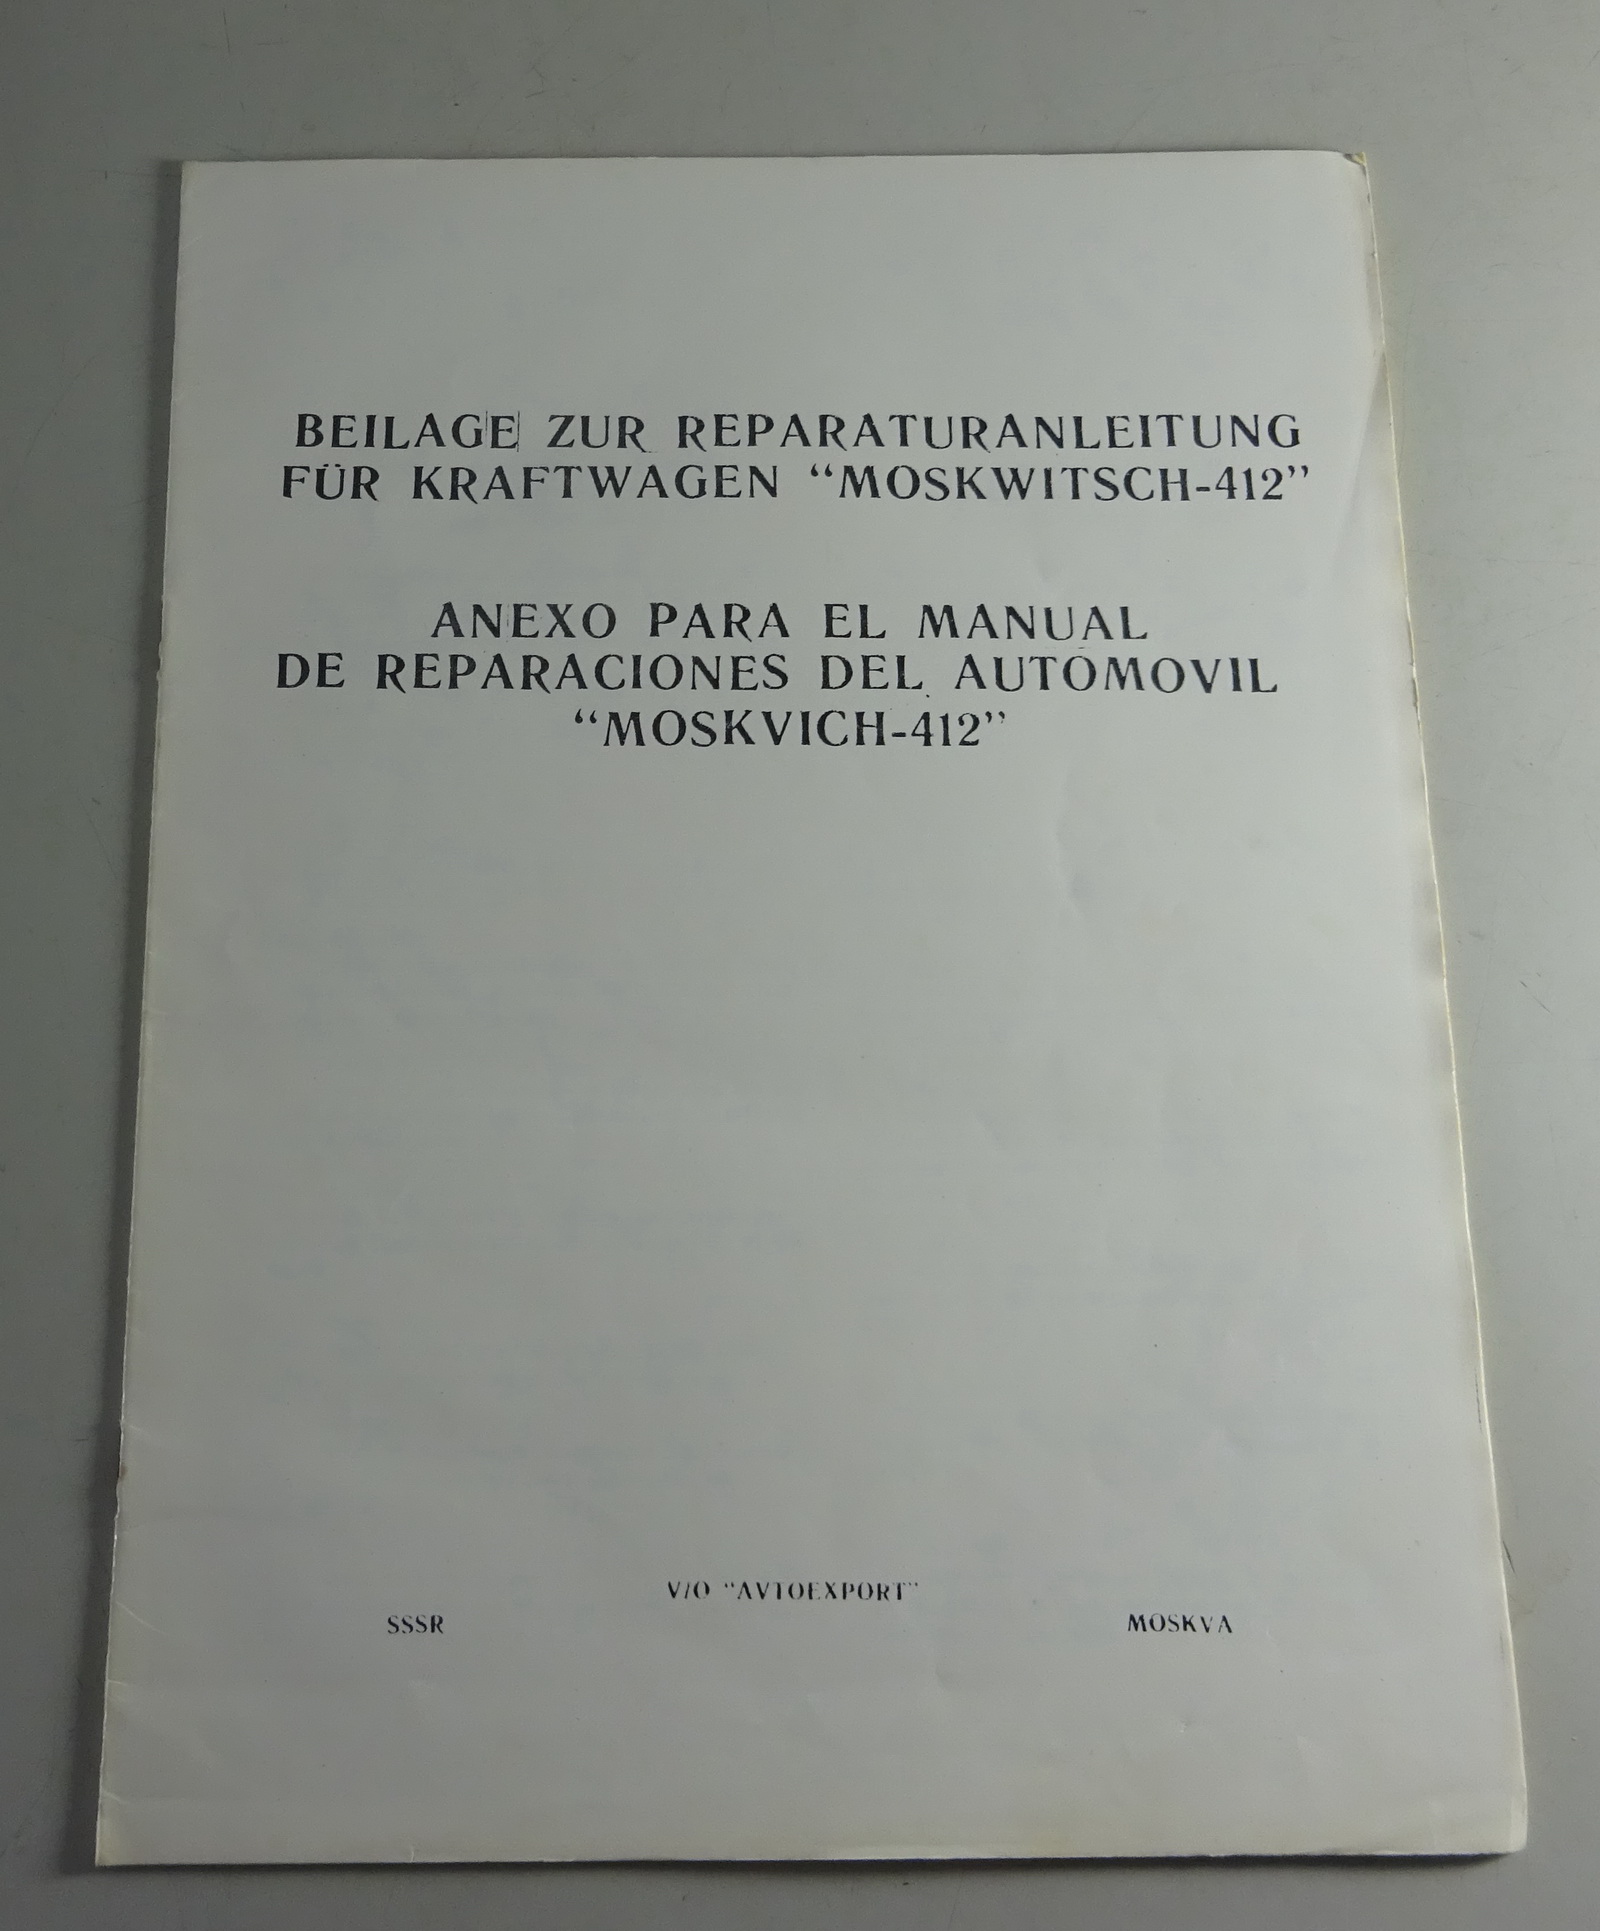 BEILAGE ZUR REPARATURANLEITUNG
FÜR KRAFTWAGEN “MOSKWITSCH-412”
ANEXO PARA EL MANUAL
DE REPARACIONES DEL AUTOMOVIL
“MOSKVICH-412”
V/O “AVTOEXPORT”
SSSR MOSKVA